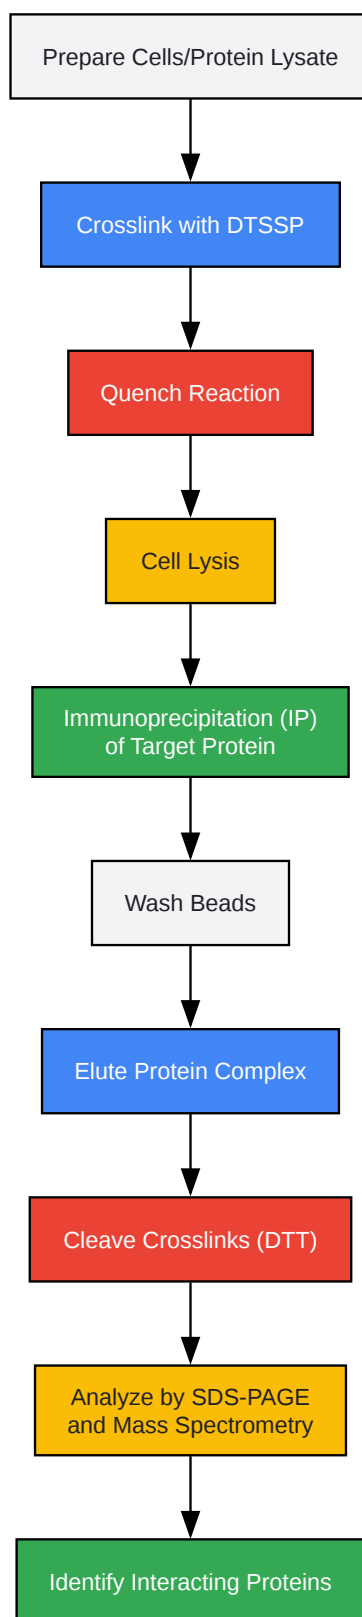 Prepare Cells/Protein Lysate
Crosslink with DTSSP
Quench Reaction
Cell Lysis
Immunoprecipitation (IP)
of Target Protein
Wash Beads
Elute Protein Complex
Cleave Crosslinks (DTT)
Analyze by SDS-PAGE
and Mass Spectrometry
Identify Interacting Proteins